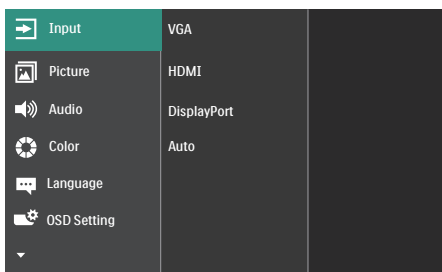 Input
VGA
Picture
HDMI
Audio
DisplayPort
Color
Auto
Language
OSD Setting